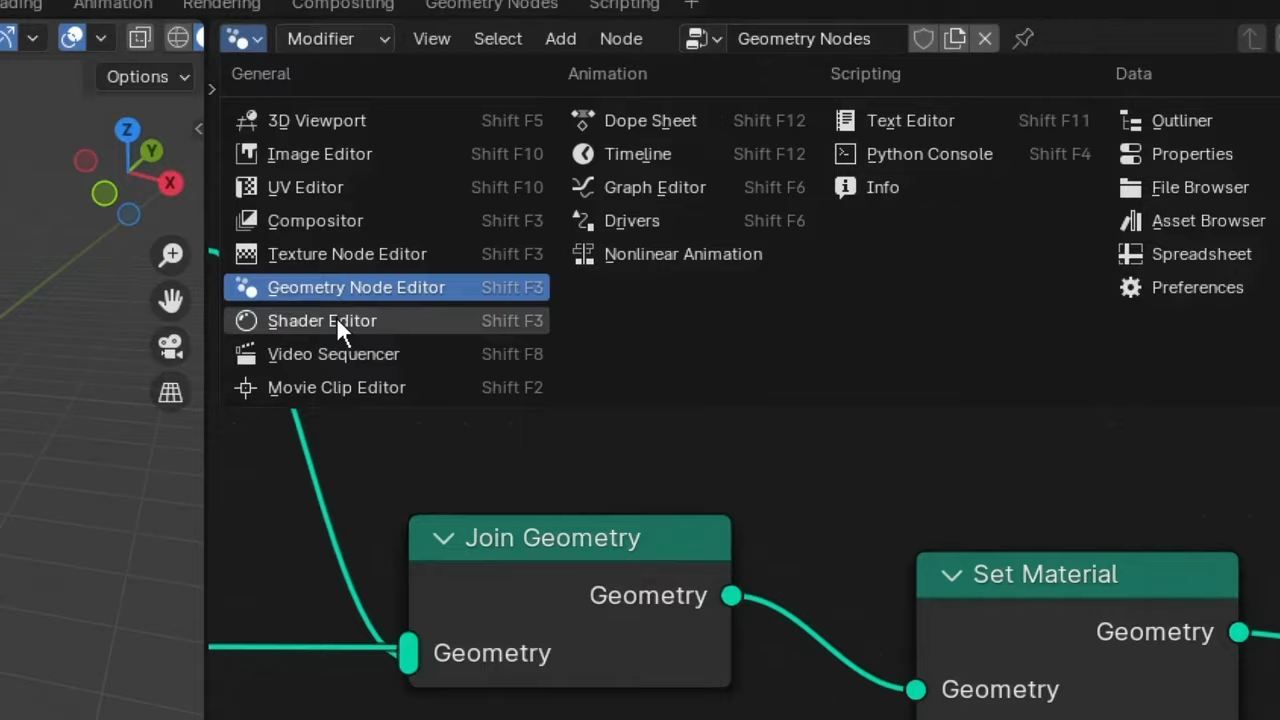 Animation Rendering Compositing Geometry Nodes Scripting +
Modifier View Select Add Node Geometry Nodes
Options
Z
Y
X
General
3D Viewport Shift F5
Image Editor Shift F10
UV Editor Shift F10
Compositor Shift F3
Texture Node Editor Shift F3
Geometry Node Editor Shift F3
Shader Editor Shift F3
Video Sequencer Shift F8
Movie Clip Editor Shift F2
Animation
Dope Sheet Shift F12
Timeline Shift F12
Graph Editor Shift F6
Drivers Shift F6
Nonlinear Animation
Scripting
Text Editor Shift F11
Python Console Shift F4
Info
Data
Outliner
Properties
File Browser
Asset Browser
Spreadsheet
Preferences
Join Geometry
Geometry
Geometry
Set Material
Geometry
Geometry